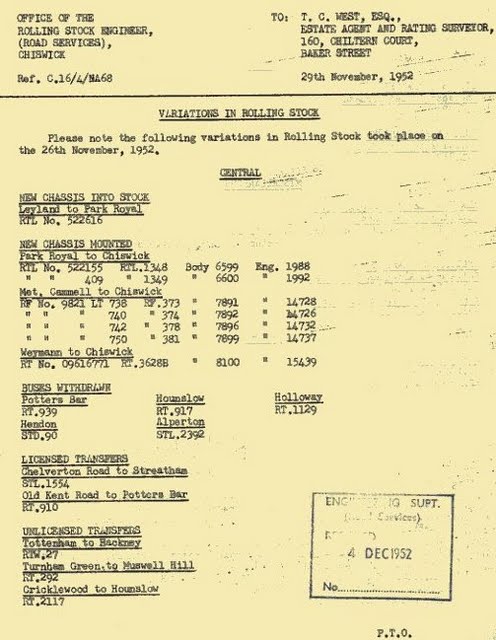 OFFICE OF THE
ROLLING STOCK ENGINEER,
(ROAD SERVICES),
CHISWICK
Ref. C.16/4/NA68
TO: T. C. WEST, ESQ.,
ESTATE AGENT AND RATING SURVEYOR,
160, CHILTERN COURT,
BAKER STREET
29th November, 1952
VARIATIONS IN ROLLING STOCK
Please note the following variations in Rolling Stock took place on
the 26th November, 1952.
CENTRAL
NEW CHASSIS INTO STOCK
Leyland to Park Royal
RTL No. 522616
NEW CHASSIS MOUNTED
Park Royal to Chiswick
RTL No. 522155 RTL.1348 Body 6599 Eng. 1988
" " 409 " 1349 " 6600 " 1992
Met. Cammell to Chiswick
RF No. 9821 LT 738 RF.373 " 7891 " 14728
" " " 740 " 374 " 7892 " 14726
" " " 742 " 378 " 7896 " 14732
" " " 750 " 381 " 7899 " 14737
Weymann to Chiswick
RT No. 09616771 RT.3628B " 8100 " 15439
BUSES WITHDRAWN
Potters Bar Hounslow Holloway
RT.939 RT.917 RT.1129
Hendon Alperton
STD.90 STL.2392
LICENSED TRANSFERS
Chelverton Road to Streatham
STL.1554
Old Kent Road to Potters Bar
RT.910
UNLICENSED TRANSFERS
Tottenham to Hackney
RTW.27
Turnham Green to Muswell Hill
RT.292
Cricklewood to Hounslow
RT.2117
SUPT.
Services)
4 DEC 1952
No.
P.T.O.